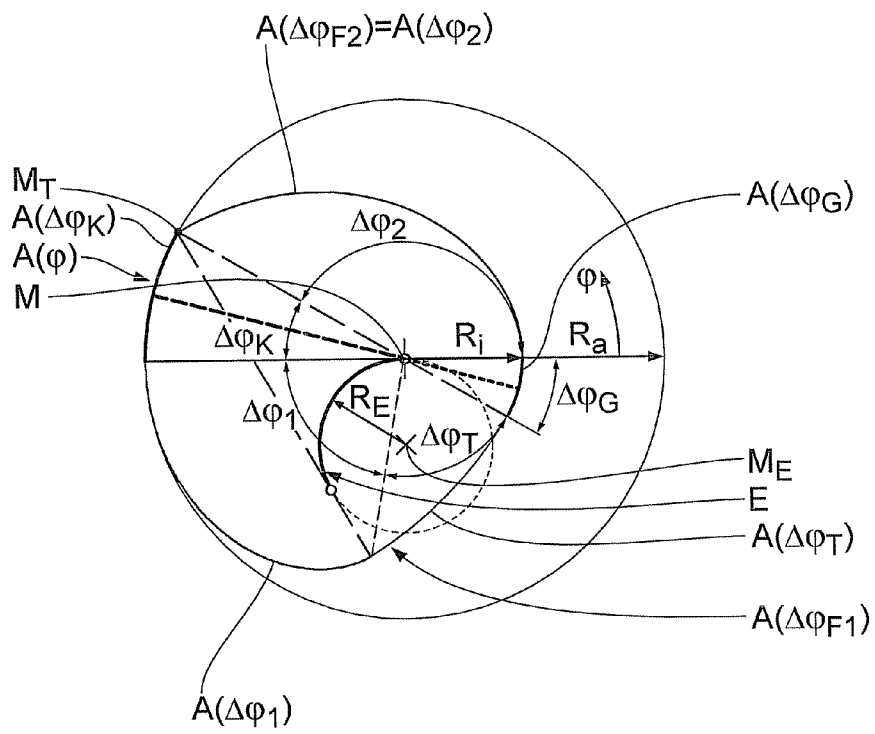 A(Δφ_F2)=A(Δφ_2)
M_T
A(Δφ_K)
A(φ)
M
A(Δφ_G)
Δφ_2
φ
Δφ_K
R_i
R_a
Δφ_1
R_E
Δφ_T
Δφ_G
M_E
E
A(Δφ_T)
A(Δφ_F1)
A(Δφ_1)